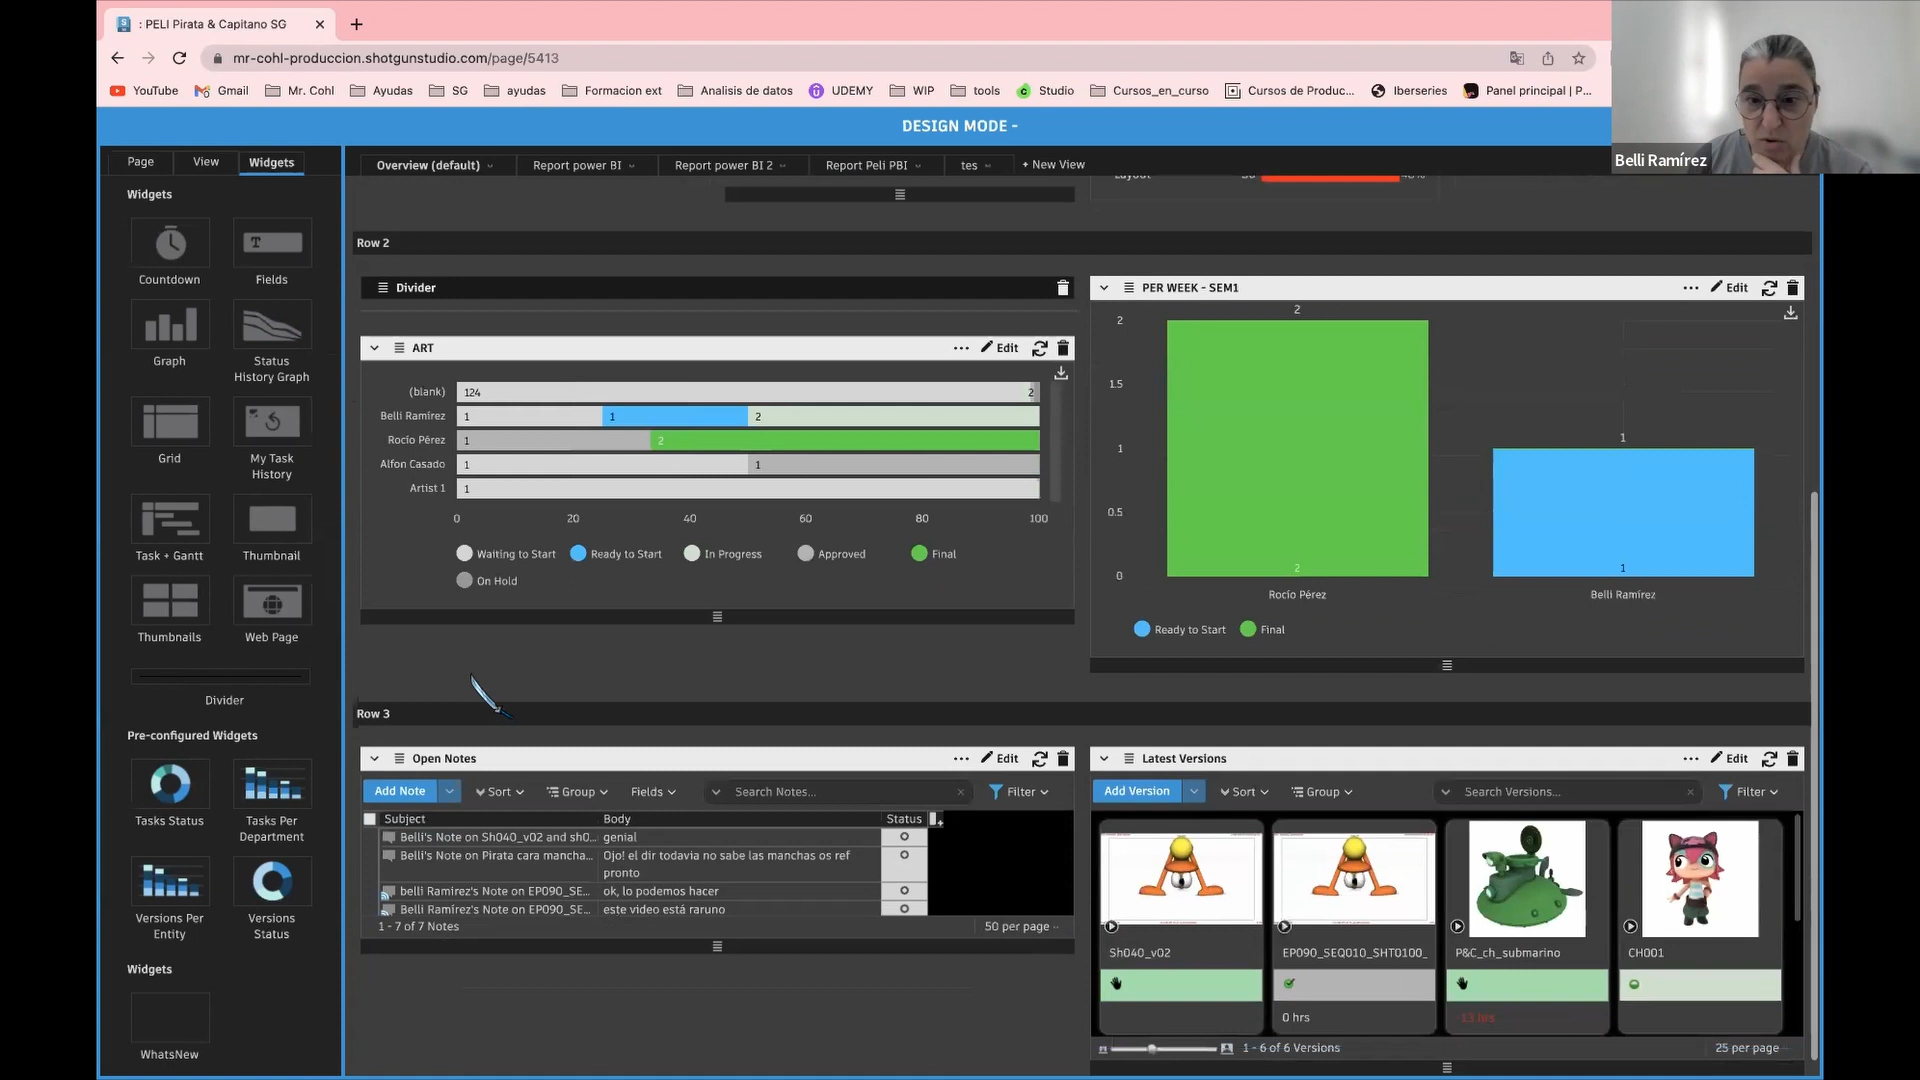 : PELI Pirata & Capitano SG
mr-cohl-produccion.shotgunstudio.com/page/5413
YouTube Gmail Mr. Cohl Ayudas SG ayudas Formacion ext Analisis de datos UDEMY WIP tools Studio Cursos_en_curso Cursos de Produc... Iberseries Panel principal | P...
DESIGN MODE -
Belli Ramírez
Page View Widgets
Overview (default) Report power BI Report power BI 2 Report Peli PBI tes + New View
Widgets
Countdown Fields
Graph Status History Graph
Grid My Task History
Task + Gantt Thumbnail
Thumbnails Web Page
Divider
Pre-configured Widgets
Tasks Status Tasks Per Department
Versions Per Entity Versions Status
Widgets
WhatsNew
Layout
Row 2
Divider
ART Edit
(blank) 124 2
Belli Ramírez 1 1 2
Rocío Pérez 1 2
Alfon Casado 1 1
Artist 1 1
0 20 40 60 80 100
Waiting to Start Ready to Start In Progress Approved Final
On Hold
PER WEEK - SEM1 Edit
2
2
1.5
1
1
0.5
0
2
1
Rocío Pérez Belli Ramírez
Ready to Start Final
Row 3
Open Notes Edit
Add Note Sort Group Fields Search Notes... Filter
Subject Body Status
Belli's Note on Sh040_v02 and sh0... genial
Belli's Note on Pirata cara mancha... Ojo! el dir todavia no sabe las manchas os ref
pronto
belli Ramirez's Note on EP090_SE... ok, lo podemos hacer
Belli Ramírez's Note on EP090_SE... este video está raruno
1 - 7 of 7 Notes 50 per page
Latest Versions Edit
Add Version Sort Group Search Versions... Filter
Sh040_v02 EP090_SEQ010_SHT0100_ P&C_ch_submarino CH001
0 hrs
-13 hrs
1 - 6 of 6 Versions 25 per page